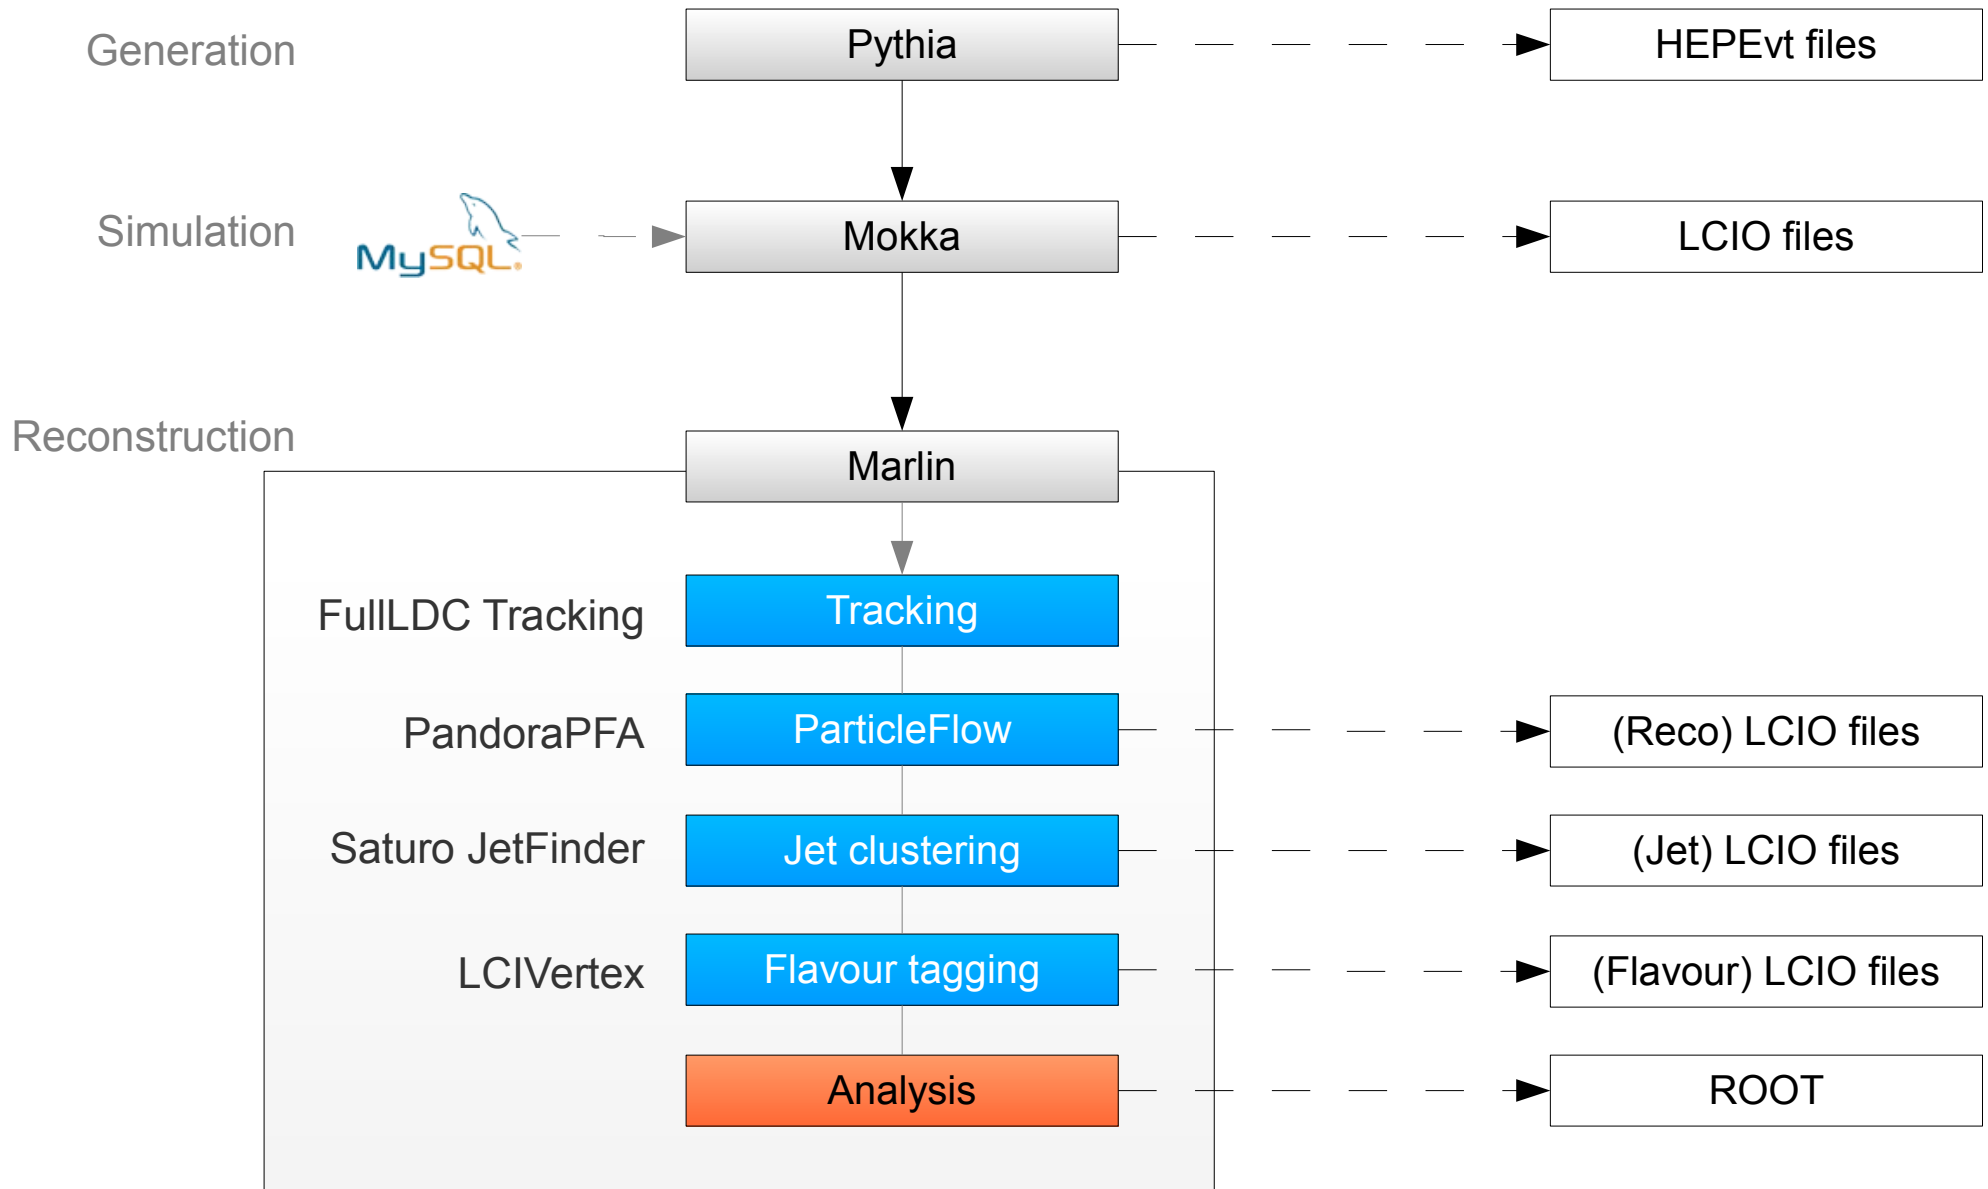 Generation
Pythia
HEPEvt files
Simulation
MySQL®
Mokka
LCIO files
Reconstruction
Marlin
FullLDC Tracking
Tracking
PandoraPFA
ParticleFlow
(Reco) LCIO files
Saturo JetFinder
Jet clustering
(Jet) LCIO files
LCIVertex
Flavour tagging
(Flavour) LCIO files
Analysis
ROOT